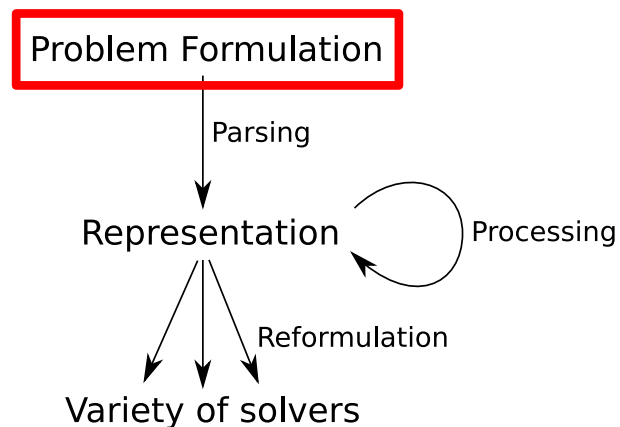 Problem Formulation
Parsing
Representation
Processing
Reformulation
Variety of solvers